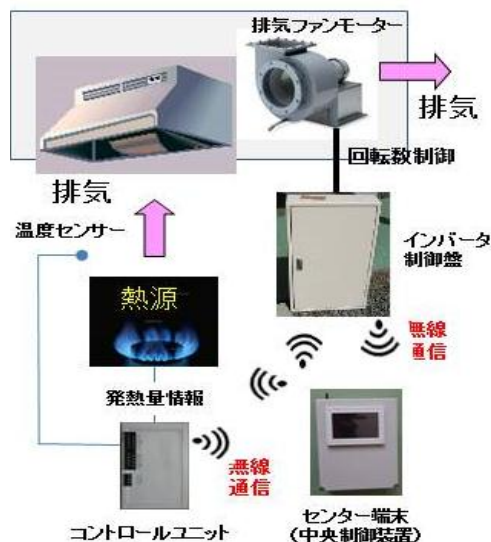 排気ファンモーター
排気
回転数制御
排気
温度センサー
インバータ
制御盤
熱源
無線
通信
発熱量情報
無線
通信
コントロールユニット
センター端末
(中央制御装置)